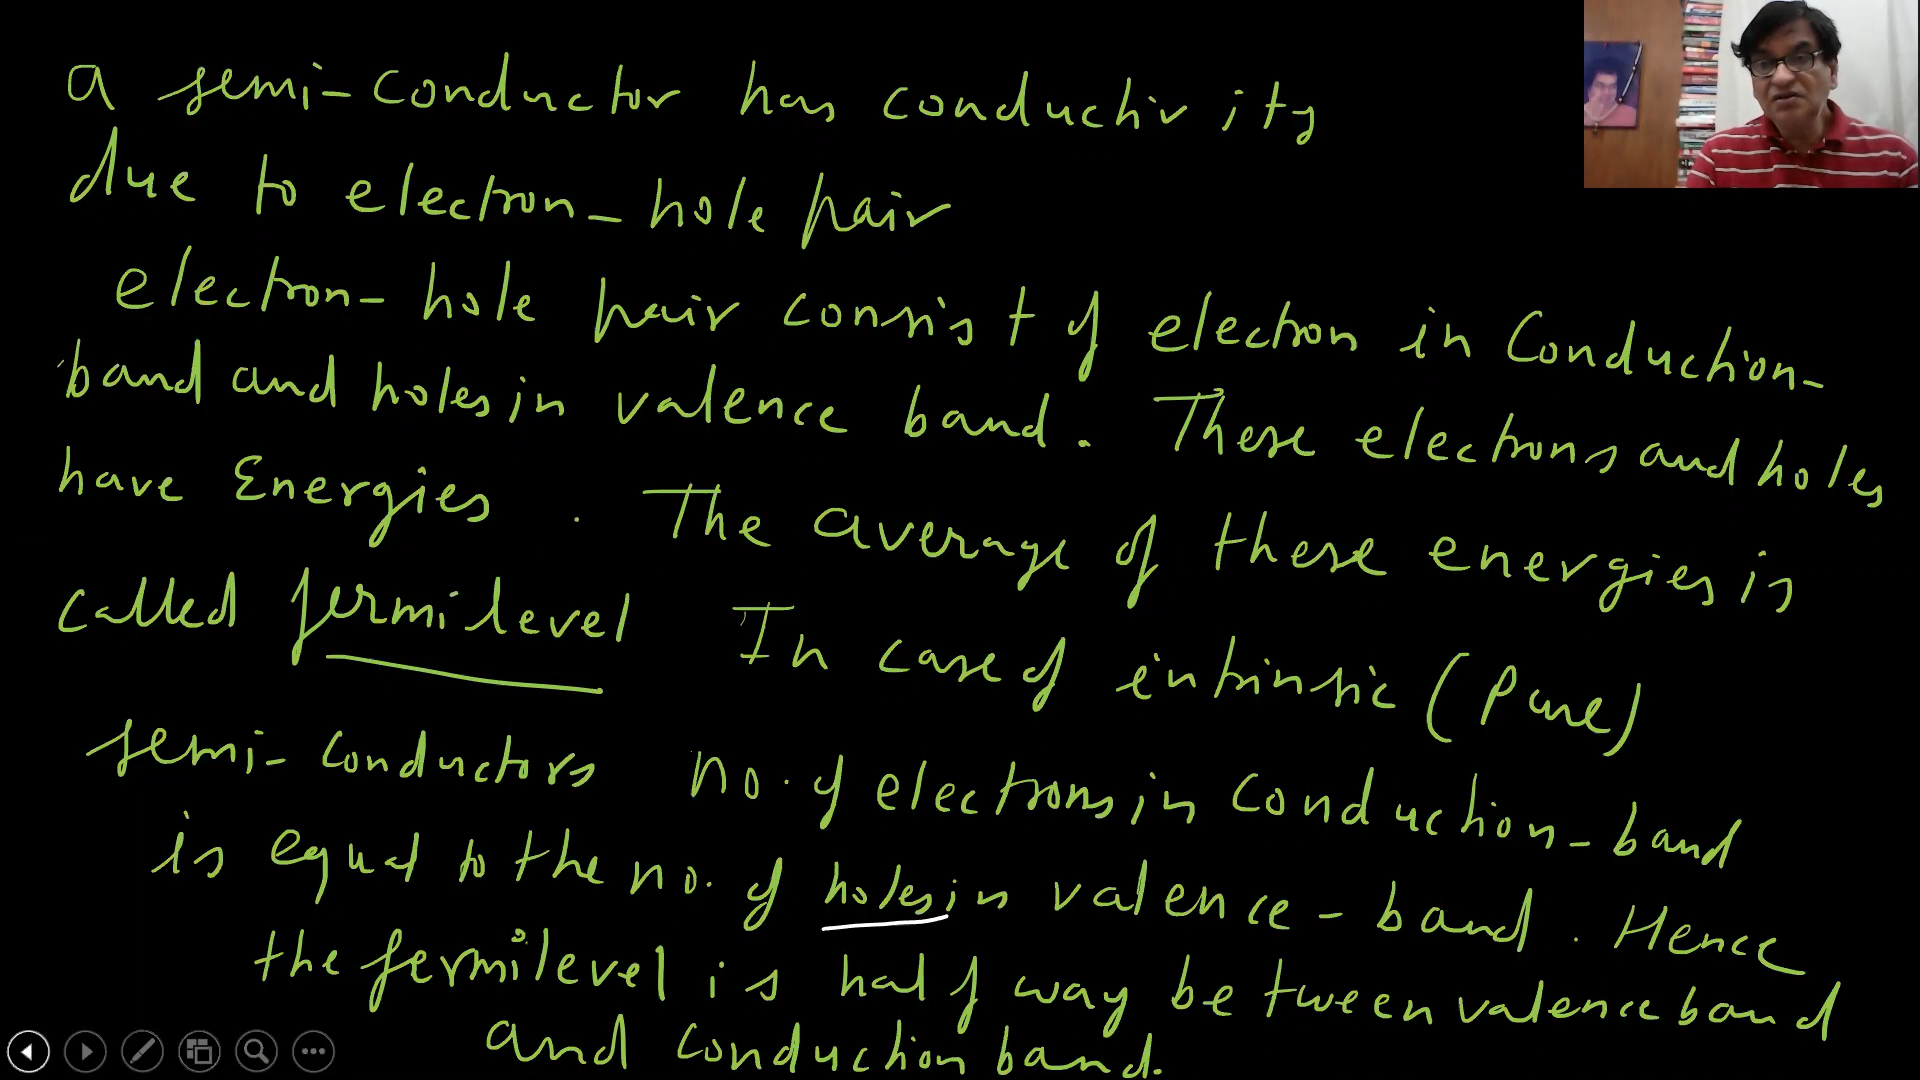 a semi-conductor has conductivity
due to electron-hole pair
electron-hole pair consist of electron in Conduction-
band and holes in valence band. These electrons and holes
have Energies. The average of these energies is
called fermilevel In case of intrinsic (pure)
semi-conductors no. of electrons in conduction-band
is equal to the no. of holes in valence-band. Hence
the fermilevel is half way between valence band
and conduction band.